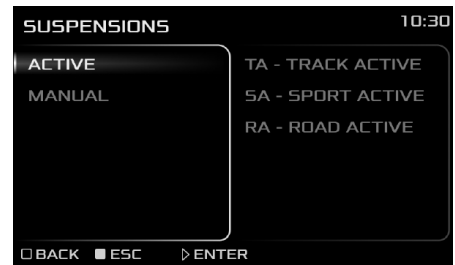 SUSPENSIONS 10:30
ACTIVE
MANUAL
TA - TRACK ACTIVE
SA - SPORT ACTIVE
RA - ROAD ACTIVE
BACK ESC ENTER